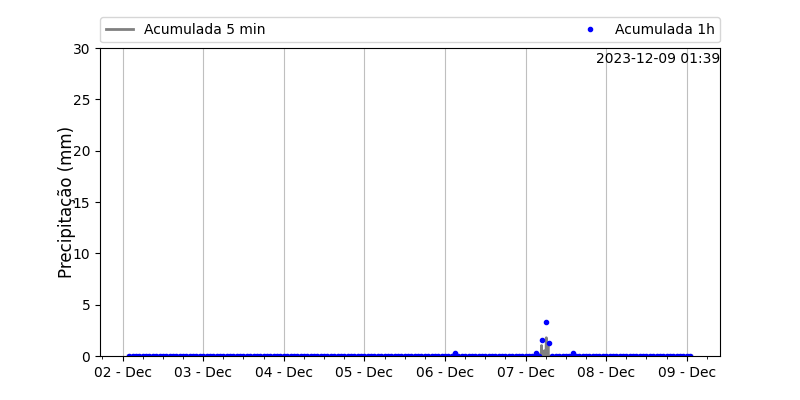 Acumulada 5 min
Acumulada 1h
2023-12-09 01:39
Precipitação (mm)
30
25
20
15
10
5
0
02 - Dec
03 - Dec
04 - Dec
05 - Dec
06 - Dec
07 - Dec
08 - Dec
09 - Dec